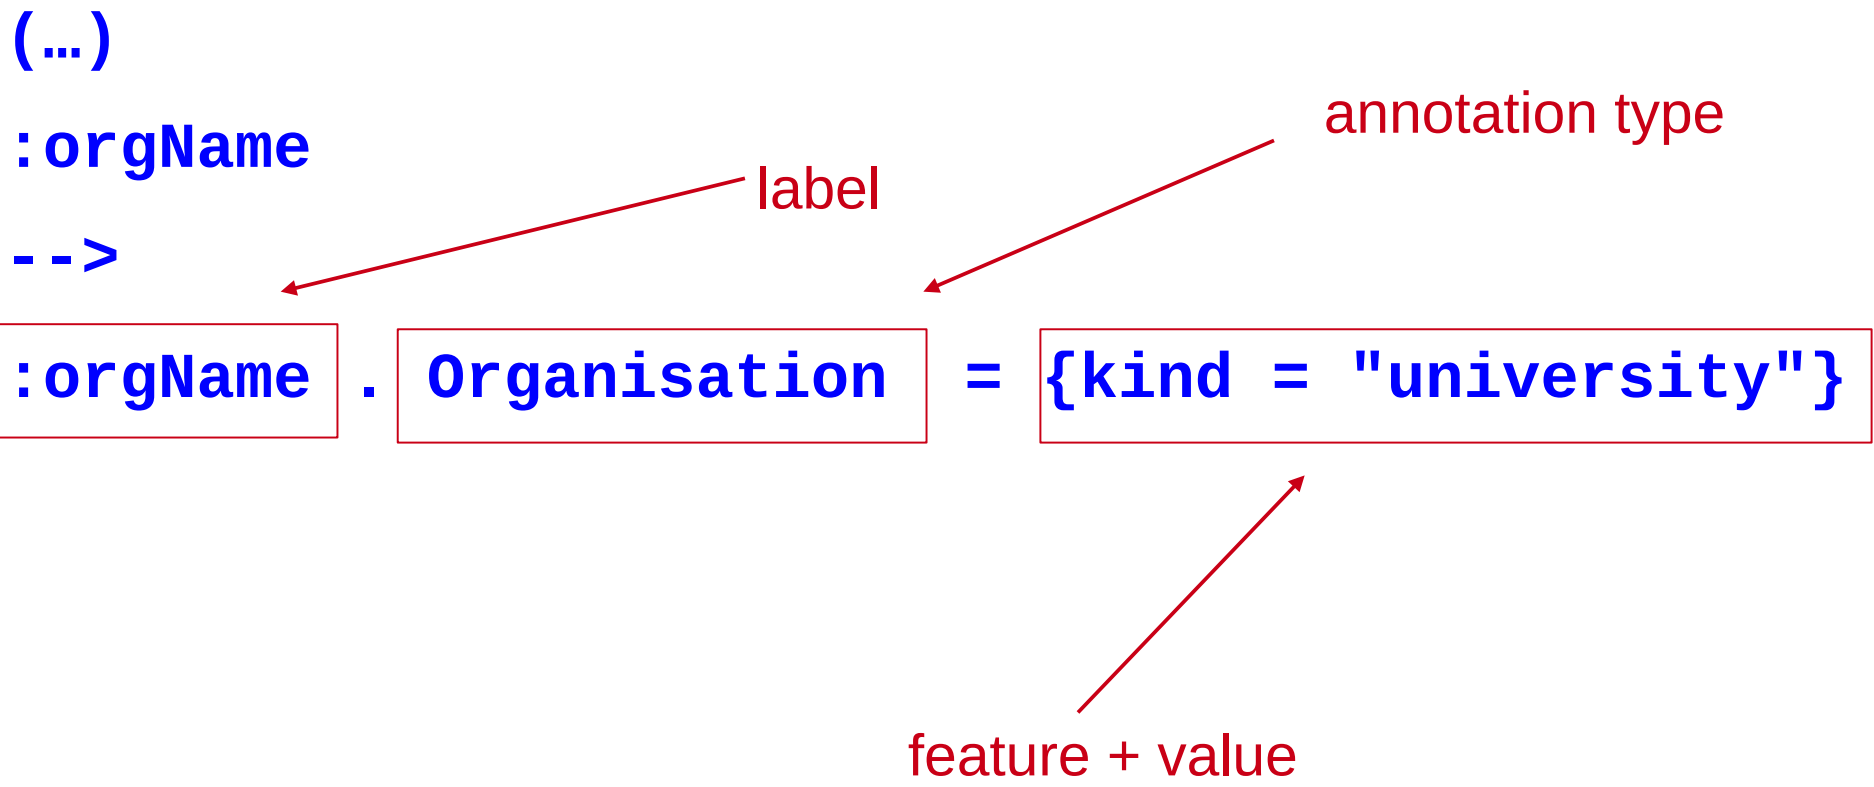 (…)
:orgName
annotation type
label
-->
:orgName . Organisation = {kind = "university"}
feature + value